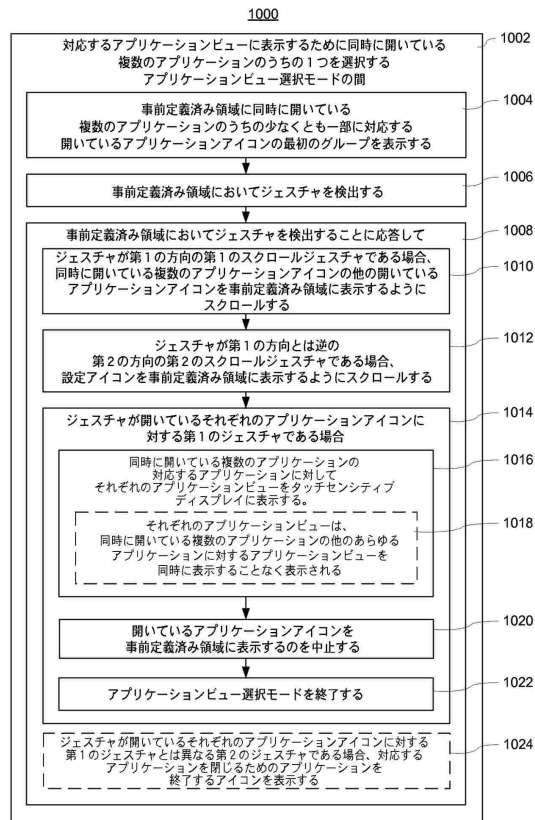 1000
対応するアプリケーションビューに表示するために同時に開いている
複数のアプリケーションのうちの1つを選択する
アプリケーションビュー選択モードの間
1002
事前定義済み領域に同時に開いている
複数のアプリケーションのうちの少なくとも一部に対応する
開いているアプリケーションアイコンの最初のグループを表示する
1004
事前定義済み領域においてジェスチャを検出する
1006
事前定義済み領域においてジェスチャを検出することに応答して
1008
ジェスチャが第1の方向の第1のスクロールジェスチャである場合、
同時に開いている複数のアプリケーションアイコンの他の開いている
アプリケーションアイコンを事前定義済み領域に表示するように
スクロールする
1010
ジェスチャが第1の方向とは逆の
第2の方向の第2のスクロールジェスチャである場合、
設定アイコンを事前定義済み領域に表示するようにスクロールする
1012
ジェスチャが開いているそれぞれのアプリケーションアイコンに
対する第1のジェスチャである場合
1014
同時に開いている複数のアプリケーションの
対応するアプリケーションに対して
それぞれのアプリケーションビューをタッチセンシティブ
ディスプレイに表示する。
1016
それぞれのアプリケーションビューは、
同時に開いている複数のアプリケーションの他のあらゆる
アプリケーションに対するアプリケーションビューを
同時に表示することなく表示される
1018
開いているアプリケーションアイコンを
事前定義済み領域に表示するのを中止する
1020
アプリケーションビュー選択モードを終了する
1022
ジェスチャが開いているそれぞれのアプリケーションアイコンに対する
第1のジェスチャとは異なる第2のジェスチャである場合、対応する
アプリケーションを閉じるためのアプリケーションを
終了するアイコンを表示する
1024